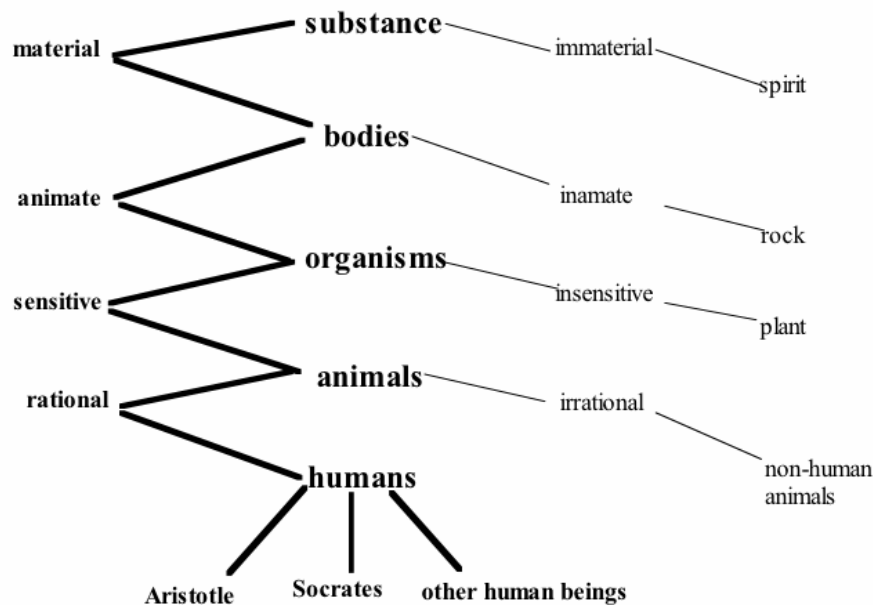 substance
material
immaterial
spirit
bodies
animate
inamate
rock
organisms
sensitive
insensitive
plant
animals
rational
irrational
humans
non-human
animals
Aristotle
Socrates
other human beings